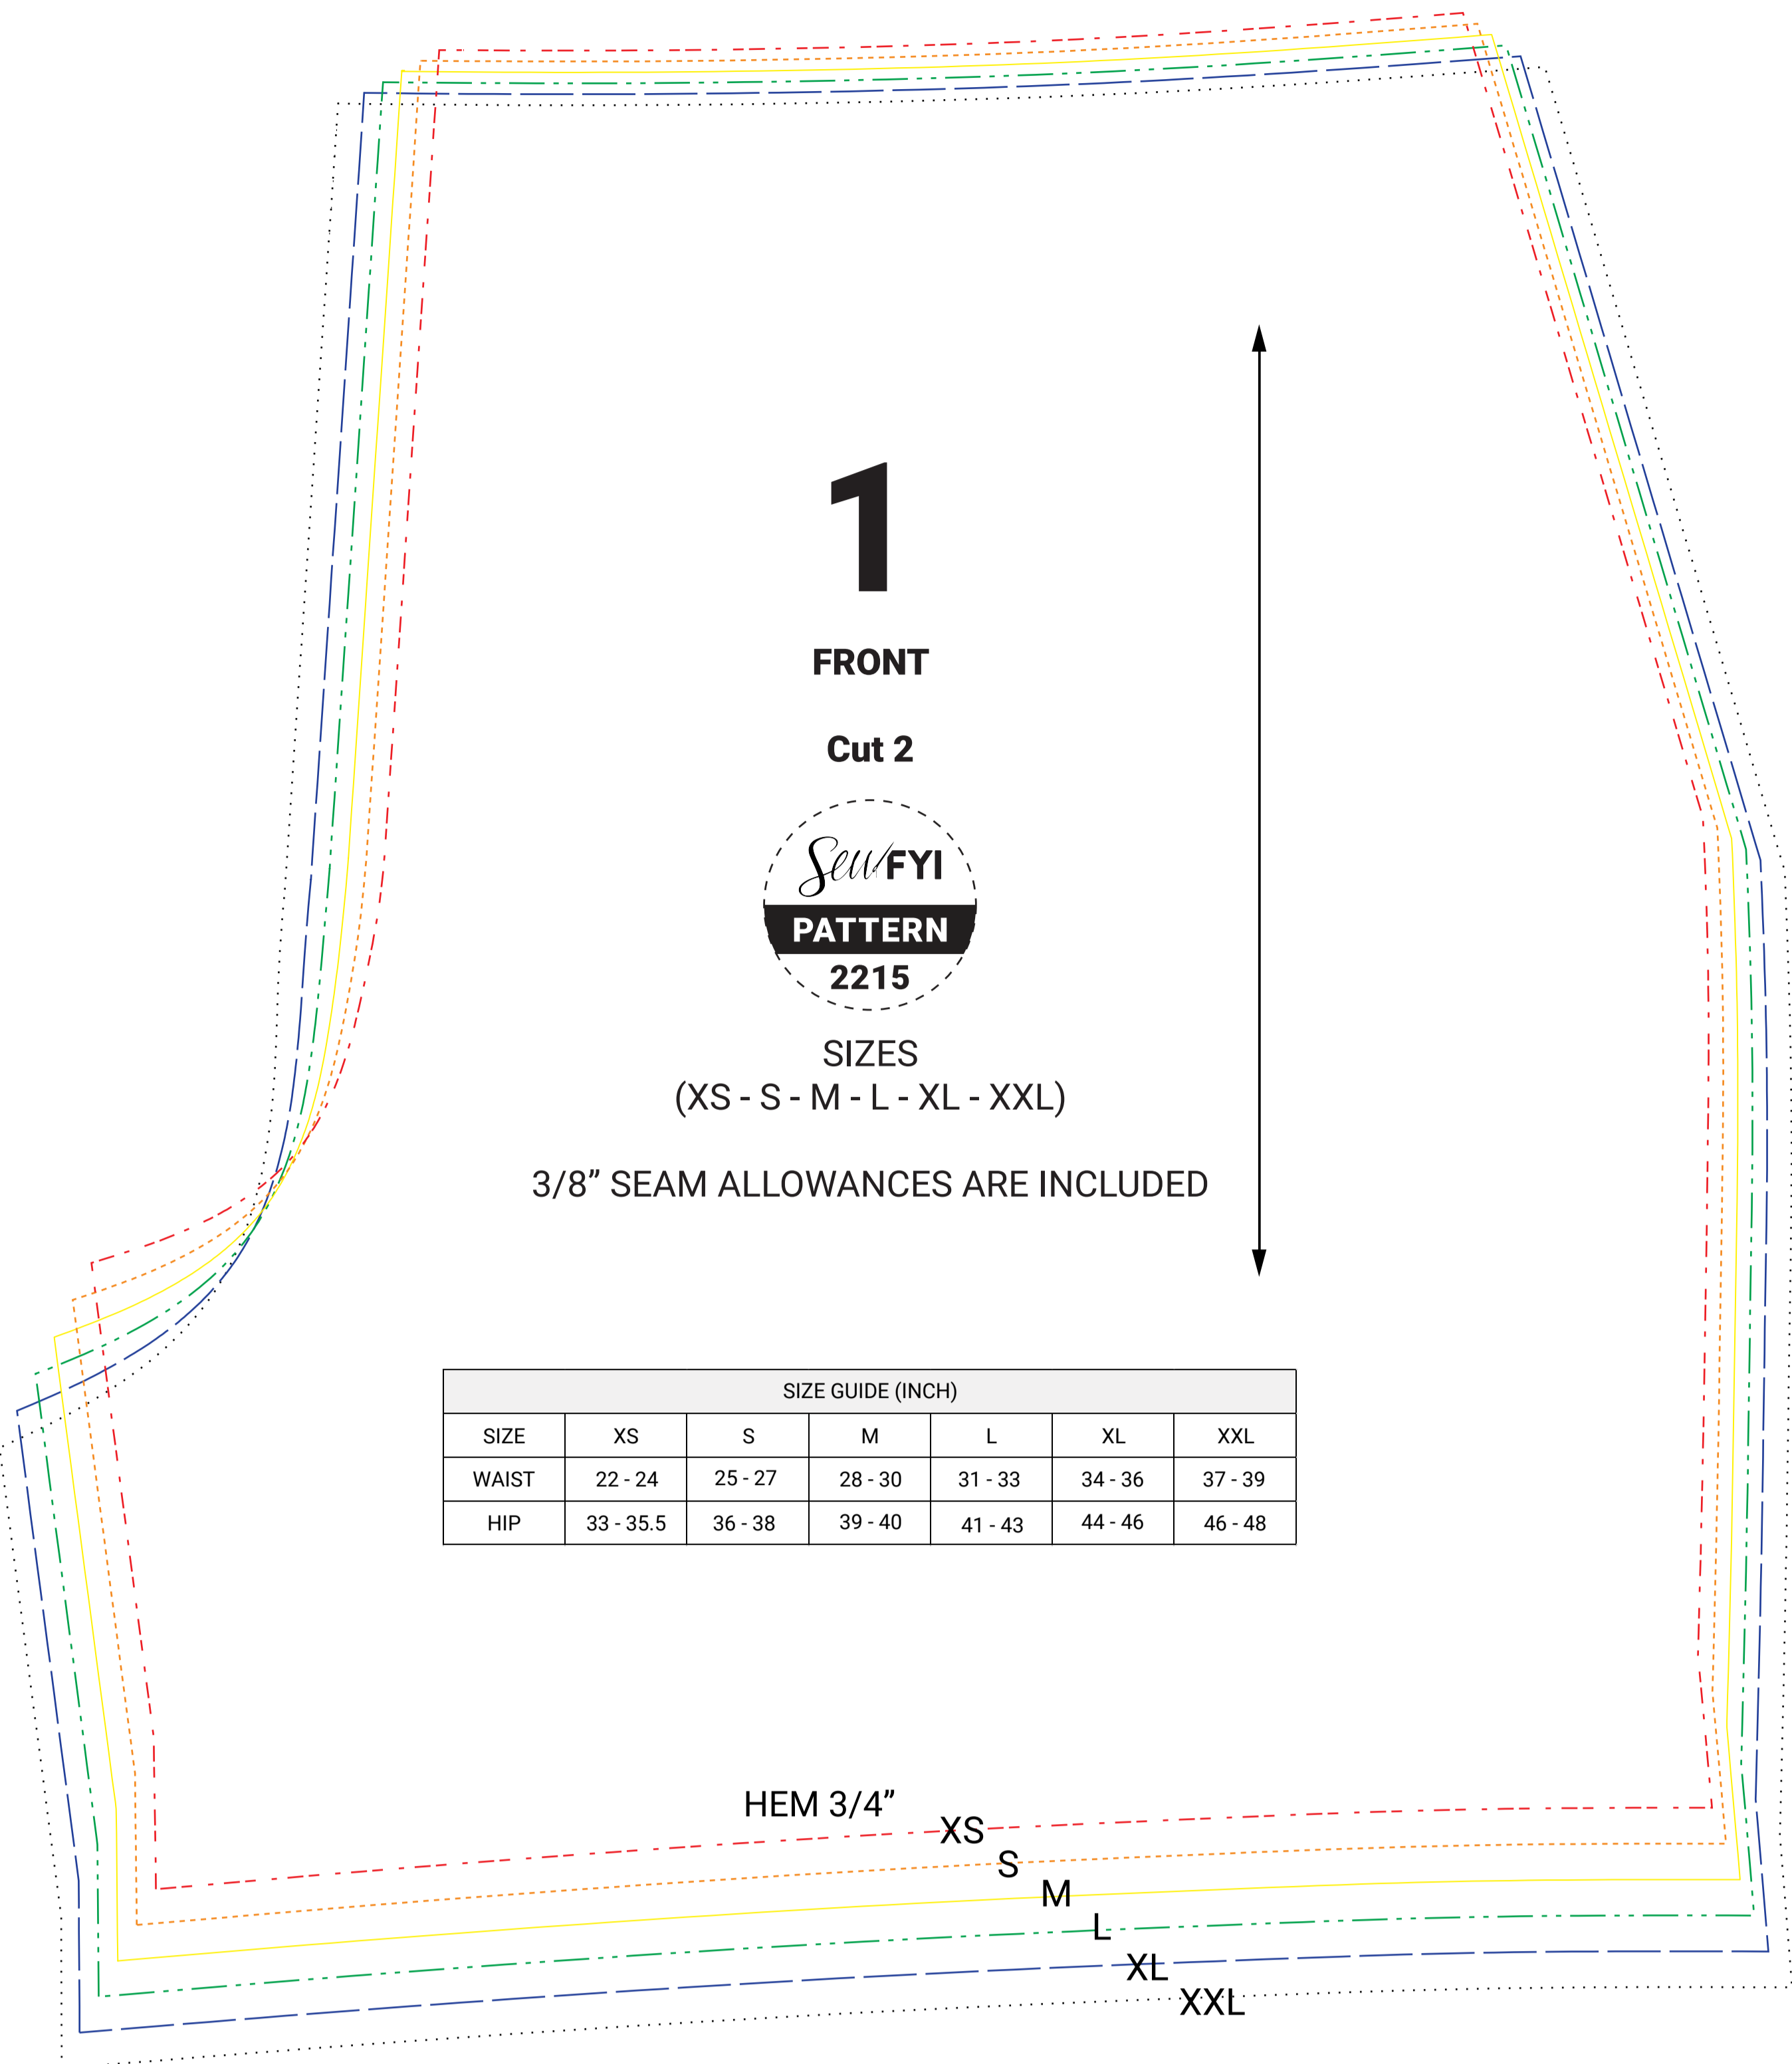 1
FRONT
Cut 2
Sew FYI
PATTERN
2215
SIZES
(XS - S - M - L - XL - XXL)
3/8” SEAM ALLOWANCES ARE INCLUDED
SIZE GUIDE (INCH)
SIZE XS S M L XL XXL
WAIST 22 - 24 25 - 27 28 - 30 31 - 33 34 - 36 37 - 39
HIP 33 - 35.5 36 - 38 39 - 40 41 - 43 44 - 46 46 - 48
HEM 3/4”
XS
S
M
L
XL
XXL